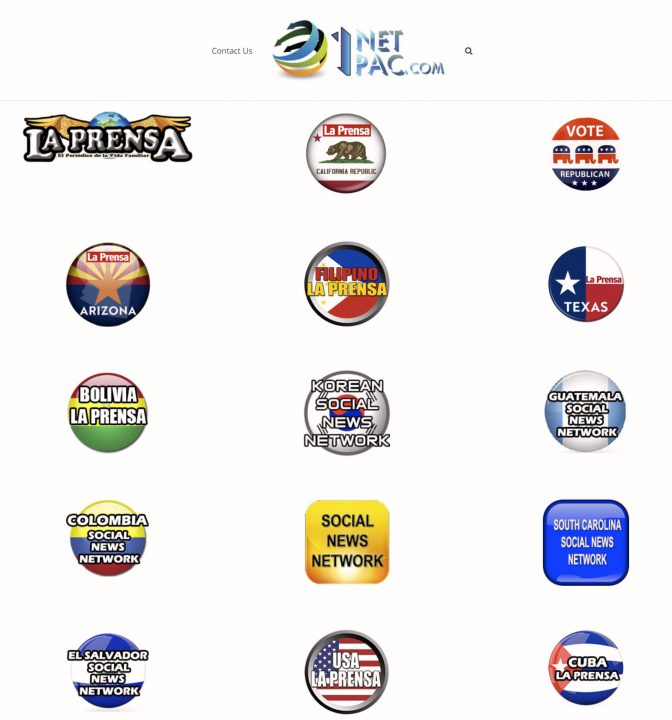 Contact Us
1 NET
PAC.COM
LA PRENSA
El Periódico de la Vida Familiar
La Prensa
CALIFORNIA REPUBLIC
VOTE
REPUBLICAN
La Prensa
ARIZONA
FILIPINO
LA PRENSA
La Prensa
TEXAS
BOLIVIA
LA PRENSA
KOREAN
SOCIAL
NEWS
NETWORK
GUATEMALA
SOCIAL
NEWS
NETWORK
COLOMBIA
SOCIAL
NEWS
NETWORK
SOCIAL
NEWS
NETWORK
SOUTH CAROLINA
SOCIAL NEWS
NETWORK
EL SALVADOR
SOCIAL
NEWS
NETWORK
USA
LA PRENSA
CUBA
LA PRENSA